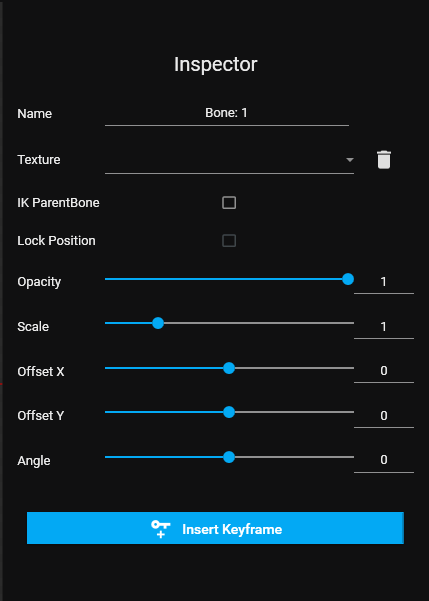 Inspector
Name Bone: 1
Texture
IK ParentBone
Lock Position
Opacity 1
Scale 1
Offset X 0
Offset Y 0
Angle 0
Insert Keyframe